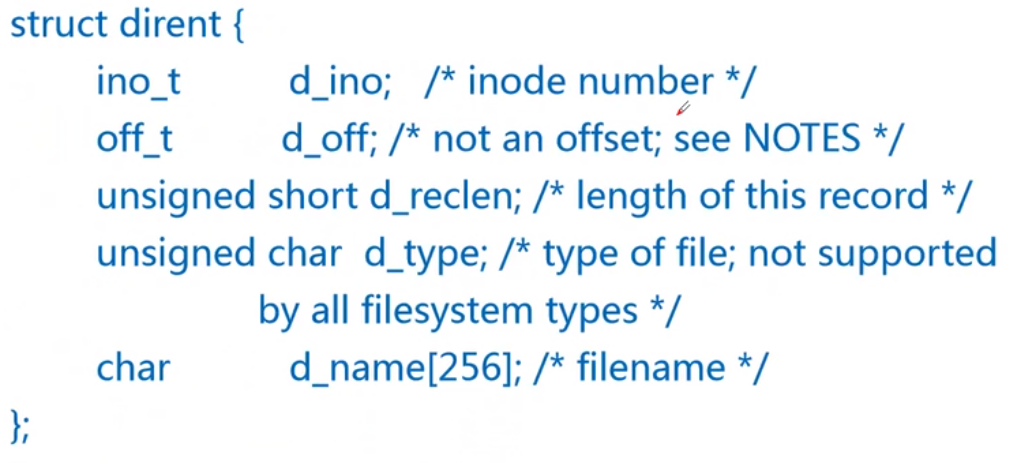 struct dirent {
ino_t d_ino; /* inode number */
off_t d_off; /* not an offset; see NOTES */
unsigned short d_reclen; /* length of this record */
unsigned char d_type; /* type of file; not supported
by all filesystem types */
char d_name[256]; /* filename */
};